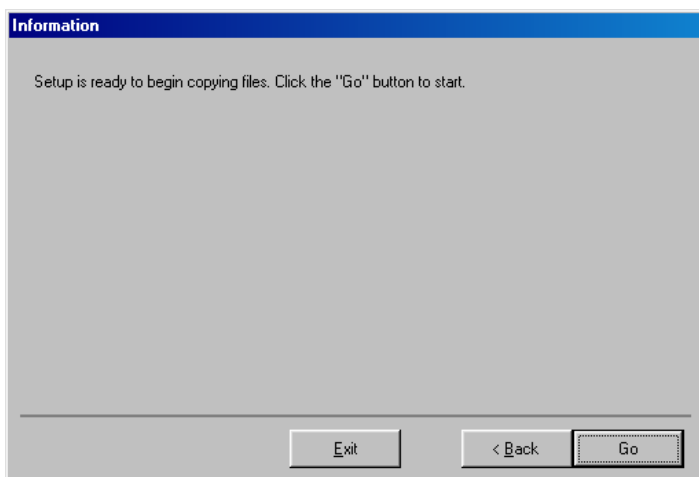 Information
Setup is ready to begin copying files. Click the "Go" button to start.
Exit
< Back
Go